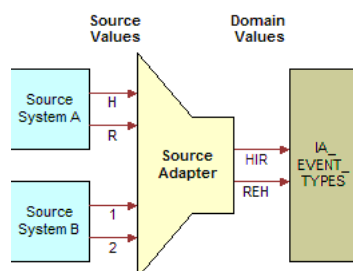 Source
Values
Domain
Values
Source
System A
H
R
Source
Adapter
HIR
REH
IA_
EVENT_
TYPES
Source
System B
1
2